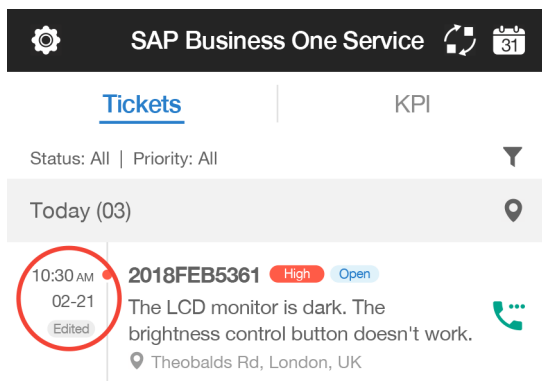 SAP Business One Service 31
Tickets KPI
Status: All | Priority: All
Today (03)
10:30 AM 2018FEB5361 High Open
02-21 The LCD monitor is dark. The
Edited brightness control button doesn't work.
Theobalds Rd, London, UK